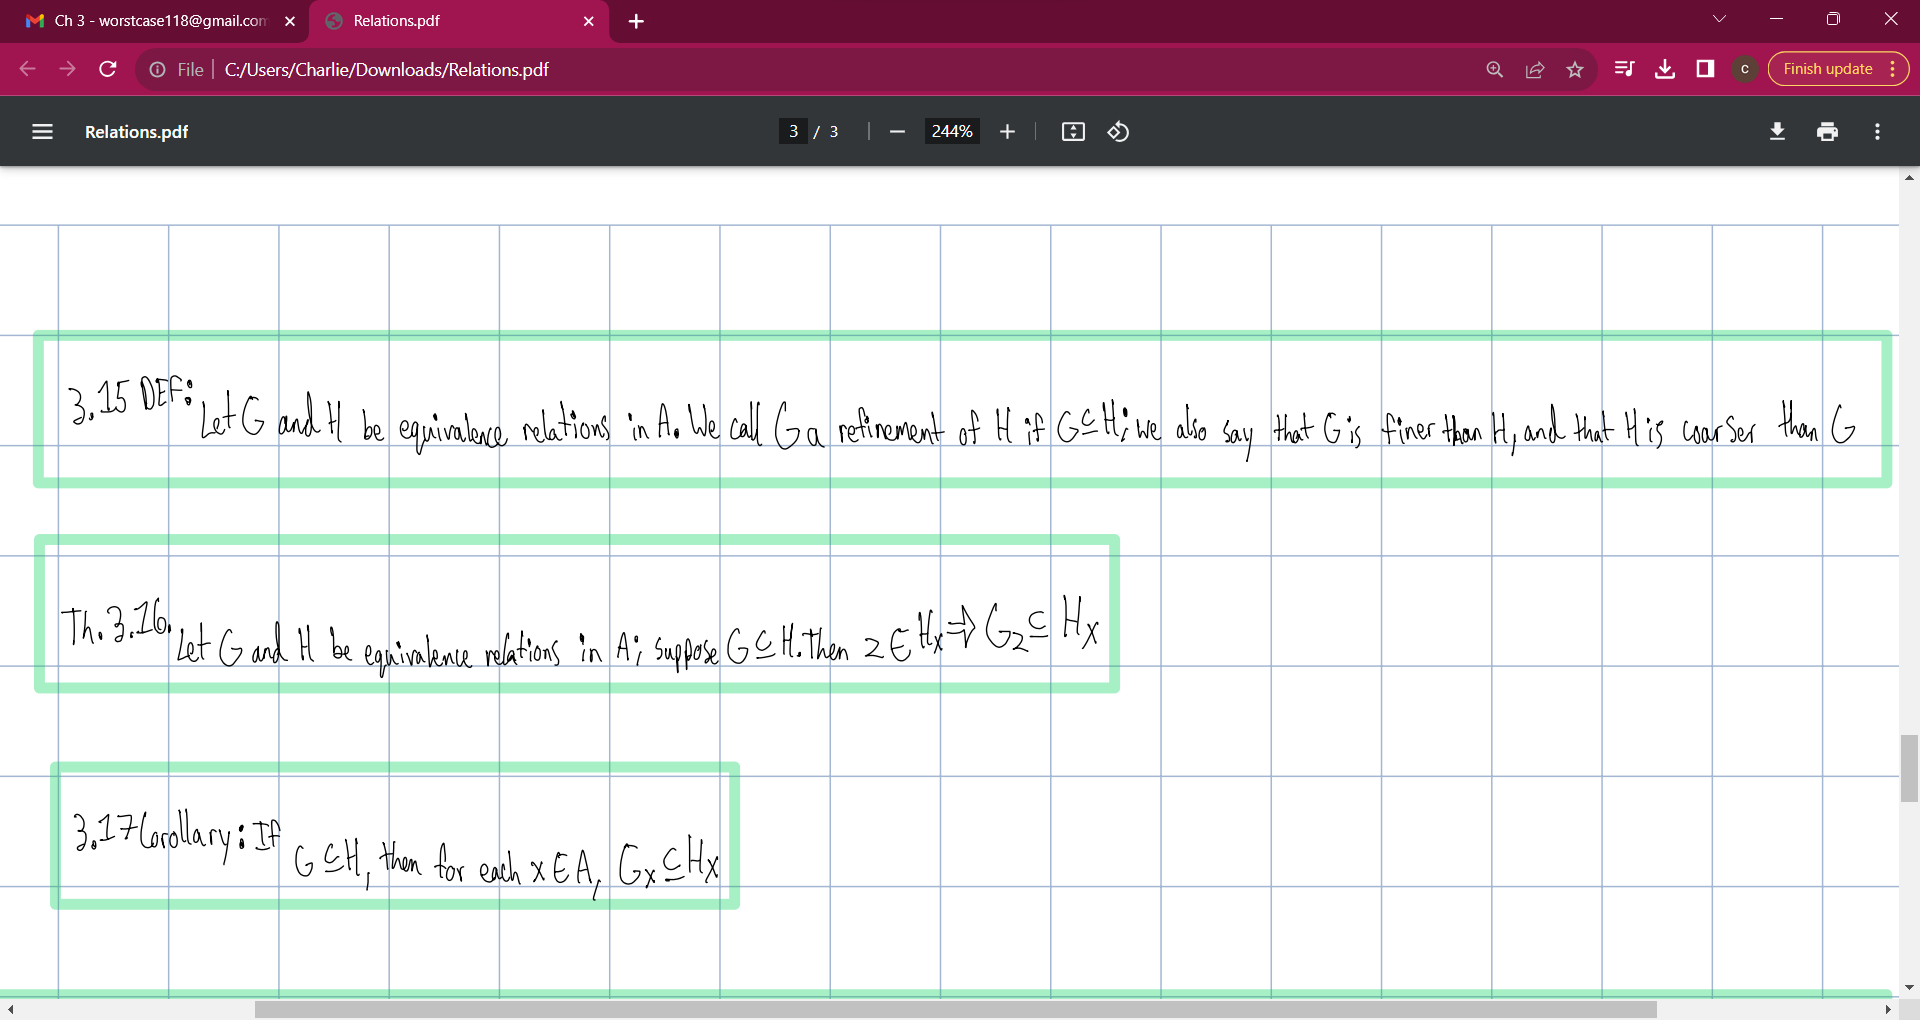 Ch 3 - worstcase118@gmail.com
Relations.pdf
File
C:/Users/Charlie/Downloads/Relations.pdf
c
Finish update
Relations.pdf
3 / 3
244%
3.15 DEF: Let G and H be equivalence relations in A. We call G a refinement of H if G⊆H; we also say that G is finer than H, and that H is coarser than G
Th. 3.16. Let G and H be equivalence relations in A; suppose G⊆H. Then z∈Hx ⇒ Gz ⊆ Hx
3.17 Corollary: If G⊆H, then for each x∈A, Gx⊆Hx